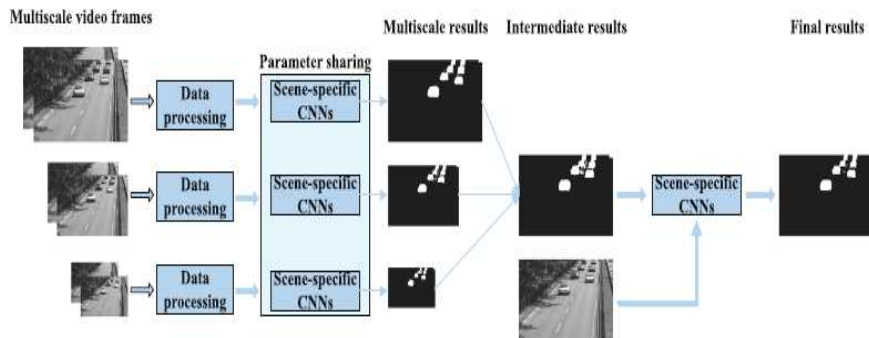 Multiscale video frames
Multiscale results
Intermediate results
Final results
Parameter sharing
Data
processing
Scene-specific
CNNs
Data
processing
Scene-specific
CNNs
Scene-specific
CNNs
Data
processing
Scene-specific
CNNs